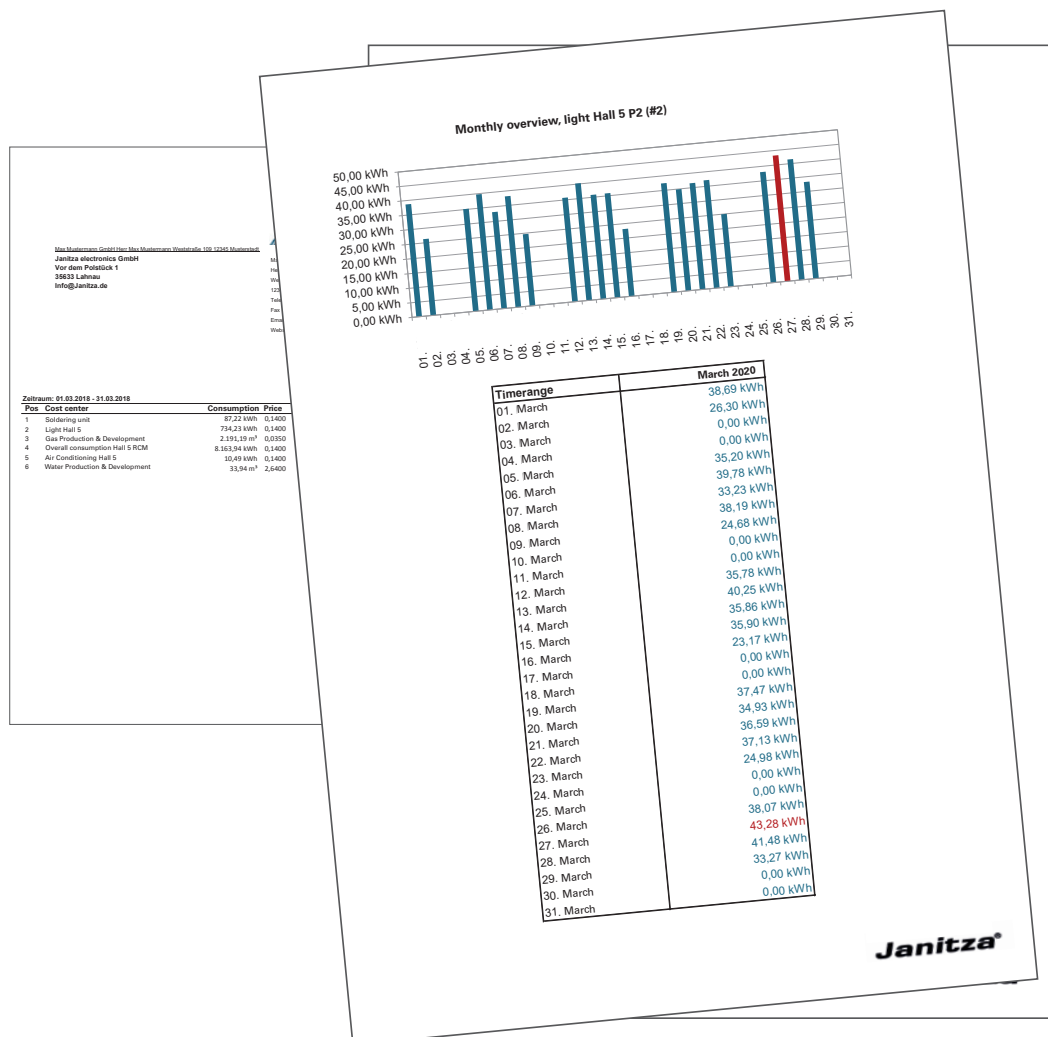 Max Mustermann GmbH Herr Max Mustermann Weststraße 109 12345 Musterstadt
Janitza electronics GmbH
Vor dem Polstück 1
35633 Lahnau
Info@Janitza.de
Fax
Zeitraum: 01.03.2018 - 31.03.2018
Pos Cost center Consumption Price
1 Soldering unit 87,22 kWh 0,1400
2 Light Hall 5 734,23 kWh 0,1400
3 Gas Production & Development 2.191,19 m³ 0,0350
4 Overall consumption Hall 5 RCM 8.163,94 kWh 0,1400
5 Air Conditioning Hall 5 10,49 kWh 0,1400
6 Water Production & Development 33,94 m³ 2,6400
Monthly overview, light Hall 5 P2 (#2)
50,00 kWh
45,00 kWh
40,00 kWh
35,00 kWh
30,00 kWh
25,00 kWh
20,00 kWh
15,00 kWh
10,00 kWh
5,00 kWh
0,00 kWh
01. 02. 03. 04. 05. 06. 07. 08. 09. 10. 11. 12. 13. 14. 15. 16. 17. 18. 19. 20. 21. 22. 23. 24. 25. 26. 27. 28. 29. 30. 31.
Timerange March 2020
01. March 38,69 kWh
02. March 26,30 kWh
03. March 0,00 kWh
04. March 0,00 kWh
05. March 35,20 kWh
06. March 39,78 kWh
07. March 33,23 kWh
08. March 38,19 kWh
09. March 24,68 kWh
10. March 0,00 kWh
11. March 0,00 kWh
12. March 35,78 kWh
13. March 40,25 kWh
14. March 35,86 kWh
15. March 35,90 kWh
16. March 23,17 kWh
17. March 0,00 kWh
18. March 0,00 kWh
19. March 37,47 kWh
20. March 34,93 kWh
21. March 36,59 kWh
22. March 37,13 kWh
23. March 24,98 kWh
24. March 0,00 kWh
25. March 0,00 kWh
26. March 38,07 kWh
27. March 43,28 kWh
28. March 41,48 kWh
29. March 33,27 kWh
30. March 0,00 kWh
31. March 0,00 kWh
Janitza®